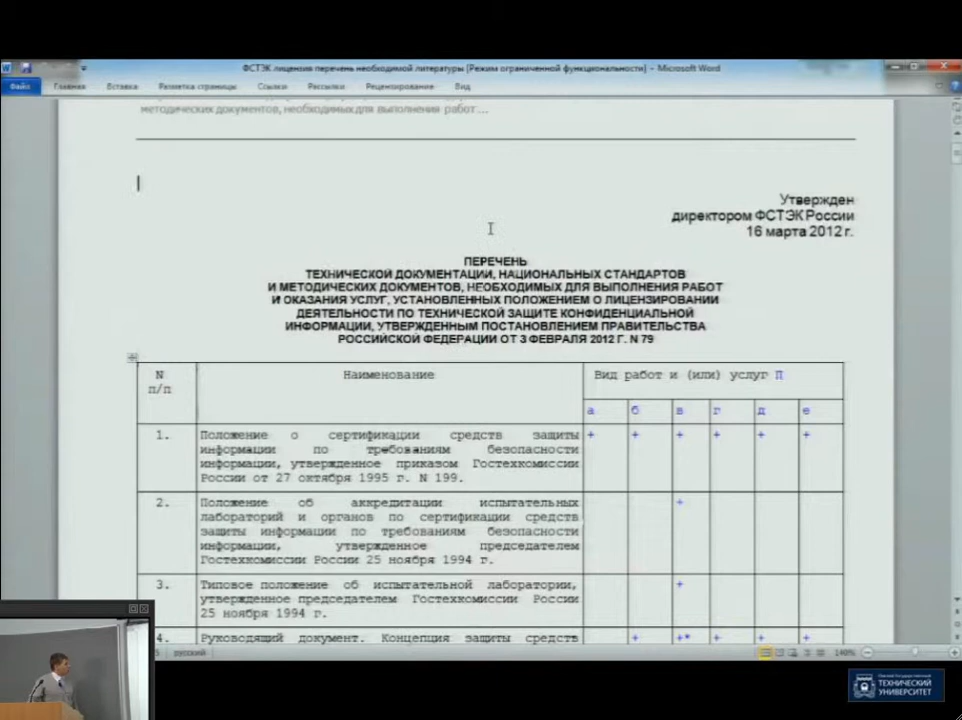 ФСТЭК лицензия перечень необходимой литературы [Режим ограниченной функциональности] - Microsoft Word
Файл Главная Вставка Разметка страницы Ссылки Рассылки Рецензирование Вид
методических документов, необходимых для выполнения работ ...
Утвержден
директором ФСТЭК России
16 марта 2012 г.
ПЕРЕЧЕНЬ
ТЕХНИЧЕСКОЙ ДОКУМЕНТАЦИИ, НАЦИОНАЛЬНЫХ СТАНДАРТОВ
И МЕТОДИЧЕСКИХ ДОКУМЕНТОВ, НЕОБХОДИМЫХ ДЛЯ ВЫПОЛНЕНИЯ РАБОТ
И ОКАЗАНИЯ УСЛУГ, УСТАНОВЛЕННЫХ ПОЛОЖЕНИЕМ О ЛИЦЕНЗИРОВАНИИ
ДЕЯТЕЛЬНОСТИ ПО ТЕХНИЧЕСКОЙ ЗАЩИТЕ КОНФИДЕНЦИАЛЬНОЙ
ИНФОРМАЦИИ, УТВЕРЖДЕННЫМ ПОСТАНОВЛЕНИЕМ ПРАВИТЕЛЬСТВА
РОССИЙСКОЙ ФЕДЕРАЦИИ ОТ 3 ФЕВРАЛЯ 2012 Г. N 79
N Наименование Вид работ и (или) услуг П
п/п
а б в г д е
1. Положение о сертификации средств защиты + + + + + +
информации по требованиям безопасности
информации, утвержденное приказом Гостехкомиссии
России от 27 октября 1995 г. N 199.
2. Положение об аккредитации испытательных +
лабораторий и органов по сертификации средств
защиты информации по требованиям безопасности
информации, утвержденное председателем
Гостехкомиссии России 25 ноября 1994 г.
3. Типовое положение об испытательной лаборатории, +
утвержденное председателем Гостехкомиссии России
25 ноября 1994 г.
4. Руководящий документ. Концепция защиты средств + +* + + +
русский 140%
ТЕХНИЧЕСКИЙ
УНИВЕРСИТЕТ